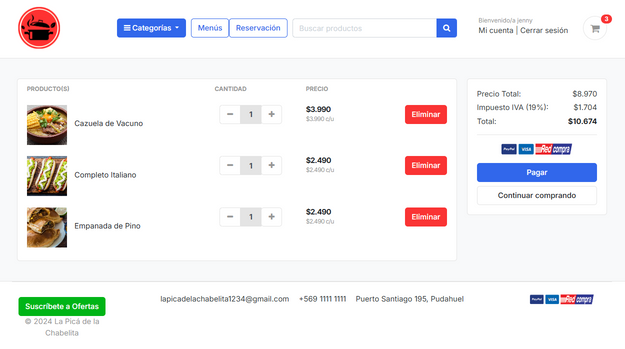 Bienvenido/a jenny
Categorías
Menús
Reservación
Buscar productos
Mi cuenta | Cerrar sesión
3
PRODUCTO(S)
CANTIDAD
PRECIO
Cazuela de Vacuno
− 1 +
$3.990
$3.990 c/u
Eliminar
Completo Italiano
− 1 +
$2.490
$2.490 c/u
Eliminar
Empanada de Pino
− 1 +
$2.490
$2.490 c/u
Eliminar
Precio Total: $8.970
Impuesto IVA (19%): $1.704
Total: $10.674
PayPal VISA Redcompra
Pagar
Continuar comprando
Suscríbete a Ofertas
© 2024 La Picá de la
Chabelita
lapicadelachabelita1234@gmail.com +569 1111 1111 Puerto Santiago 195, Pudahuel
PayPal VISA Redcompra